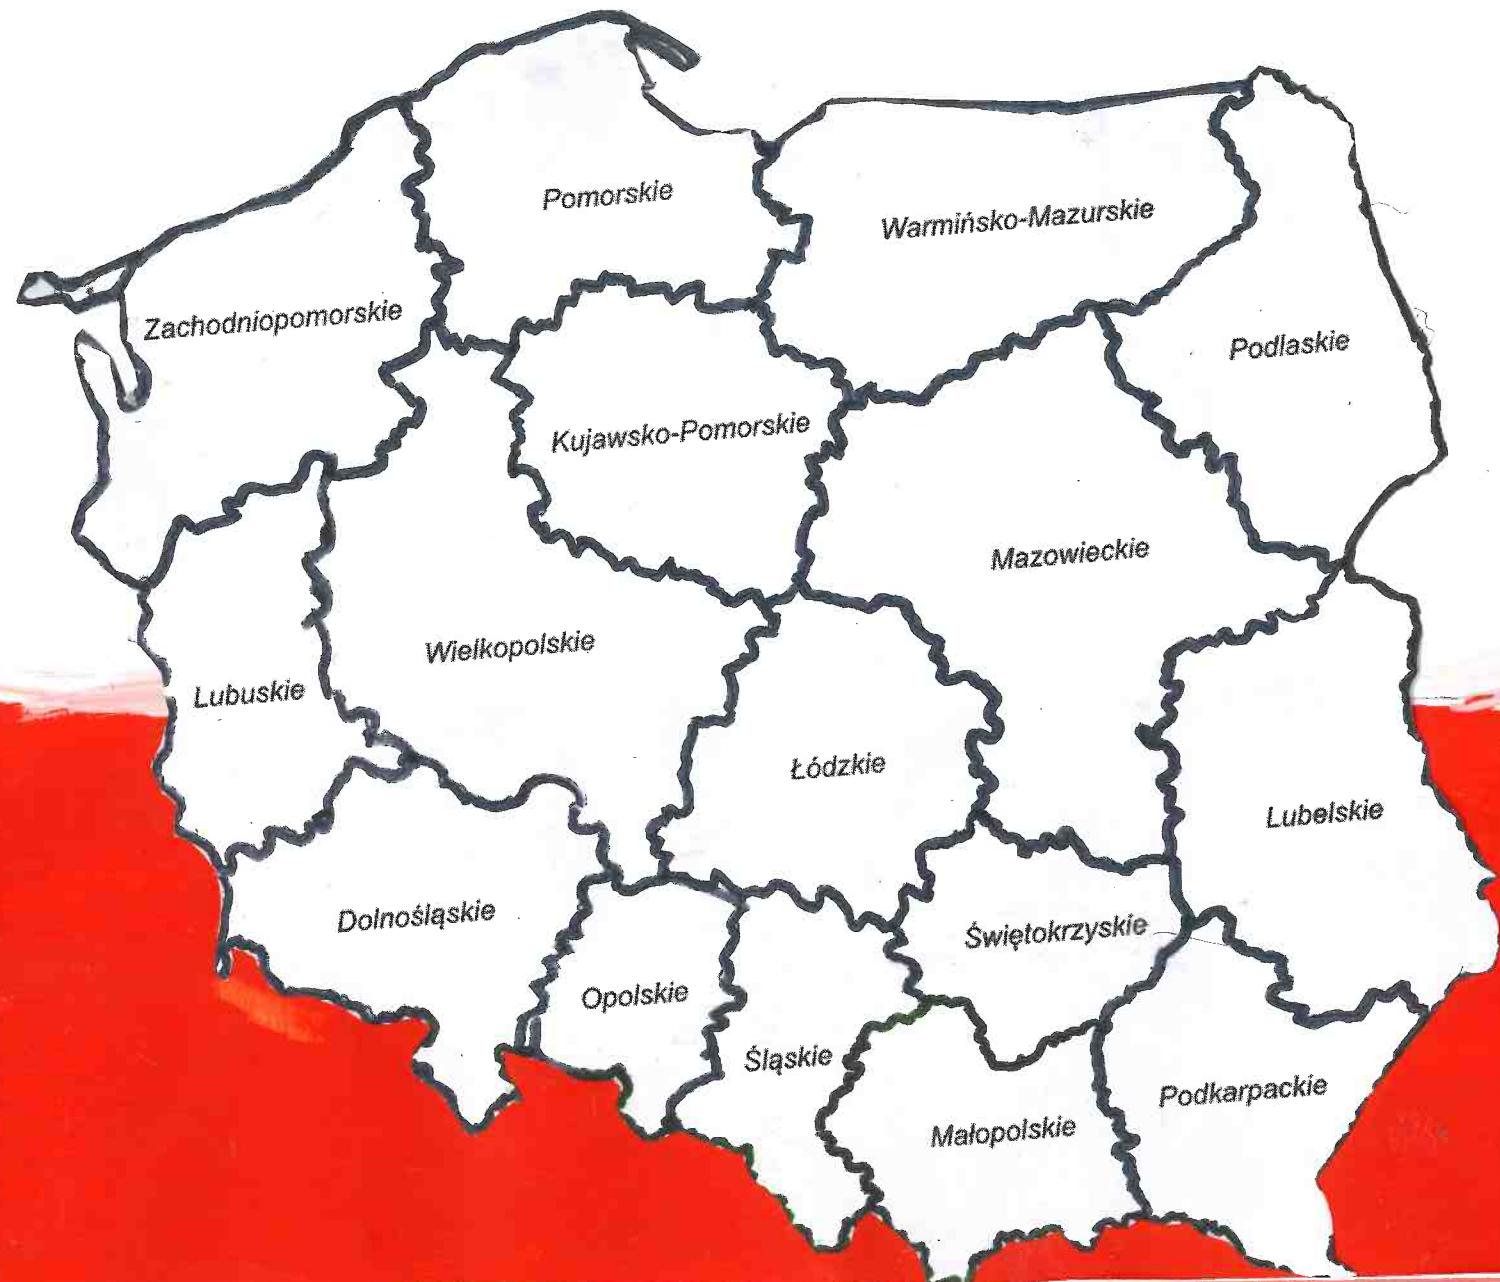 Pomorskie
Warmińsko-Mazurskie
Zachodniopomorskie
Podlaskie
Kujawsko-Pomorskie
Mazowieckie
Wielkopolskie
Lubuskie
Łódzkie
Lubelskie
Dolnośląskie
Świętokrzyskie
Opolskie
Śląskie
Podkarpackie
Małopolskie